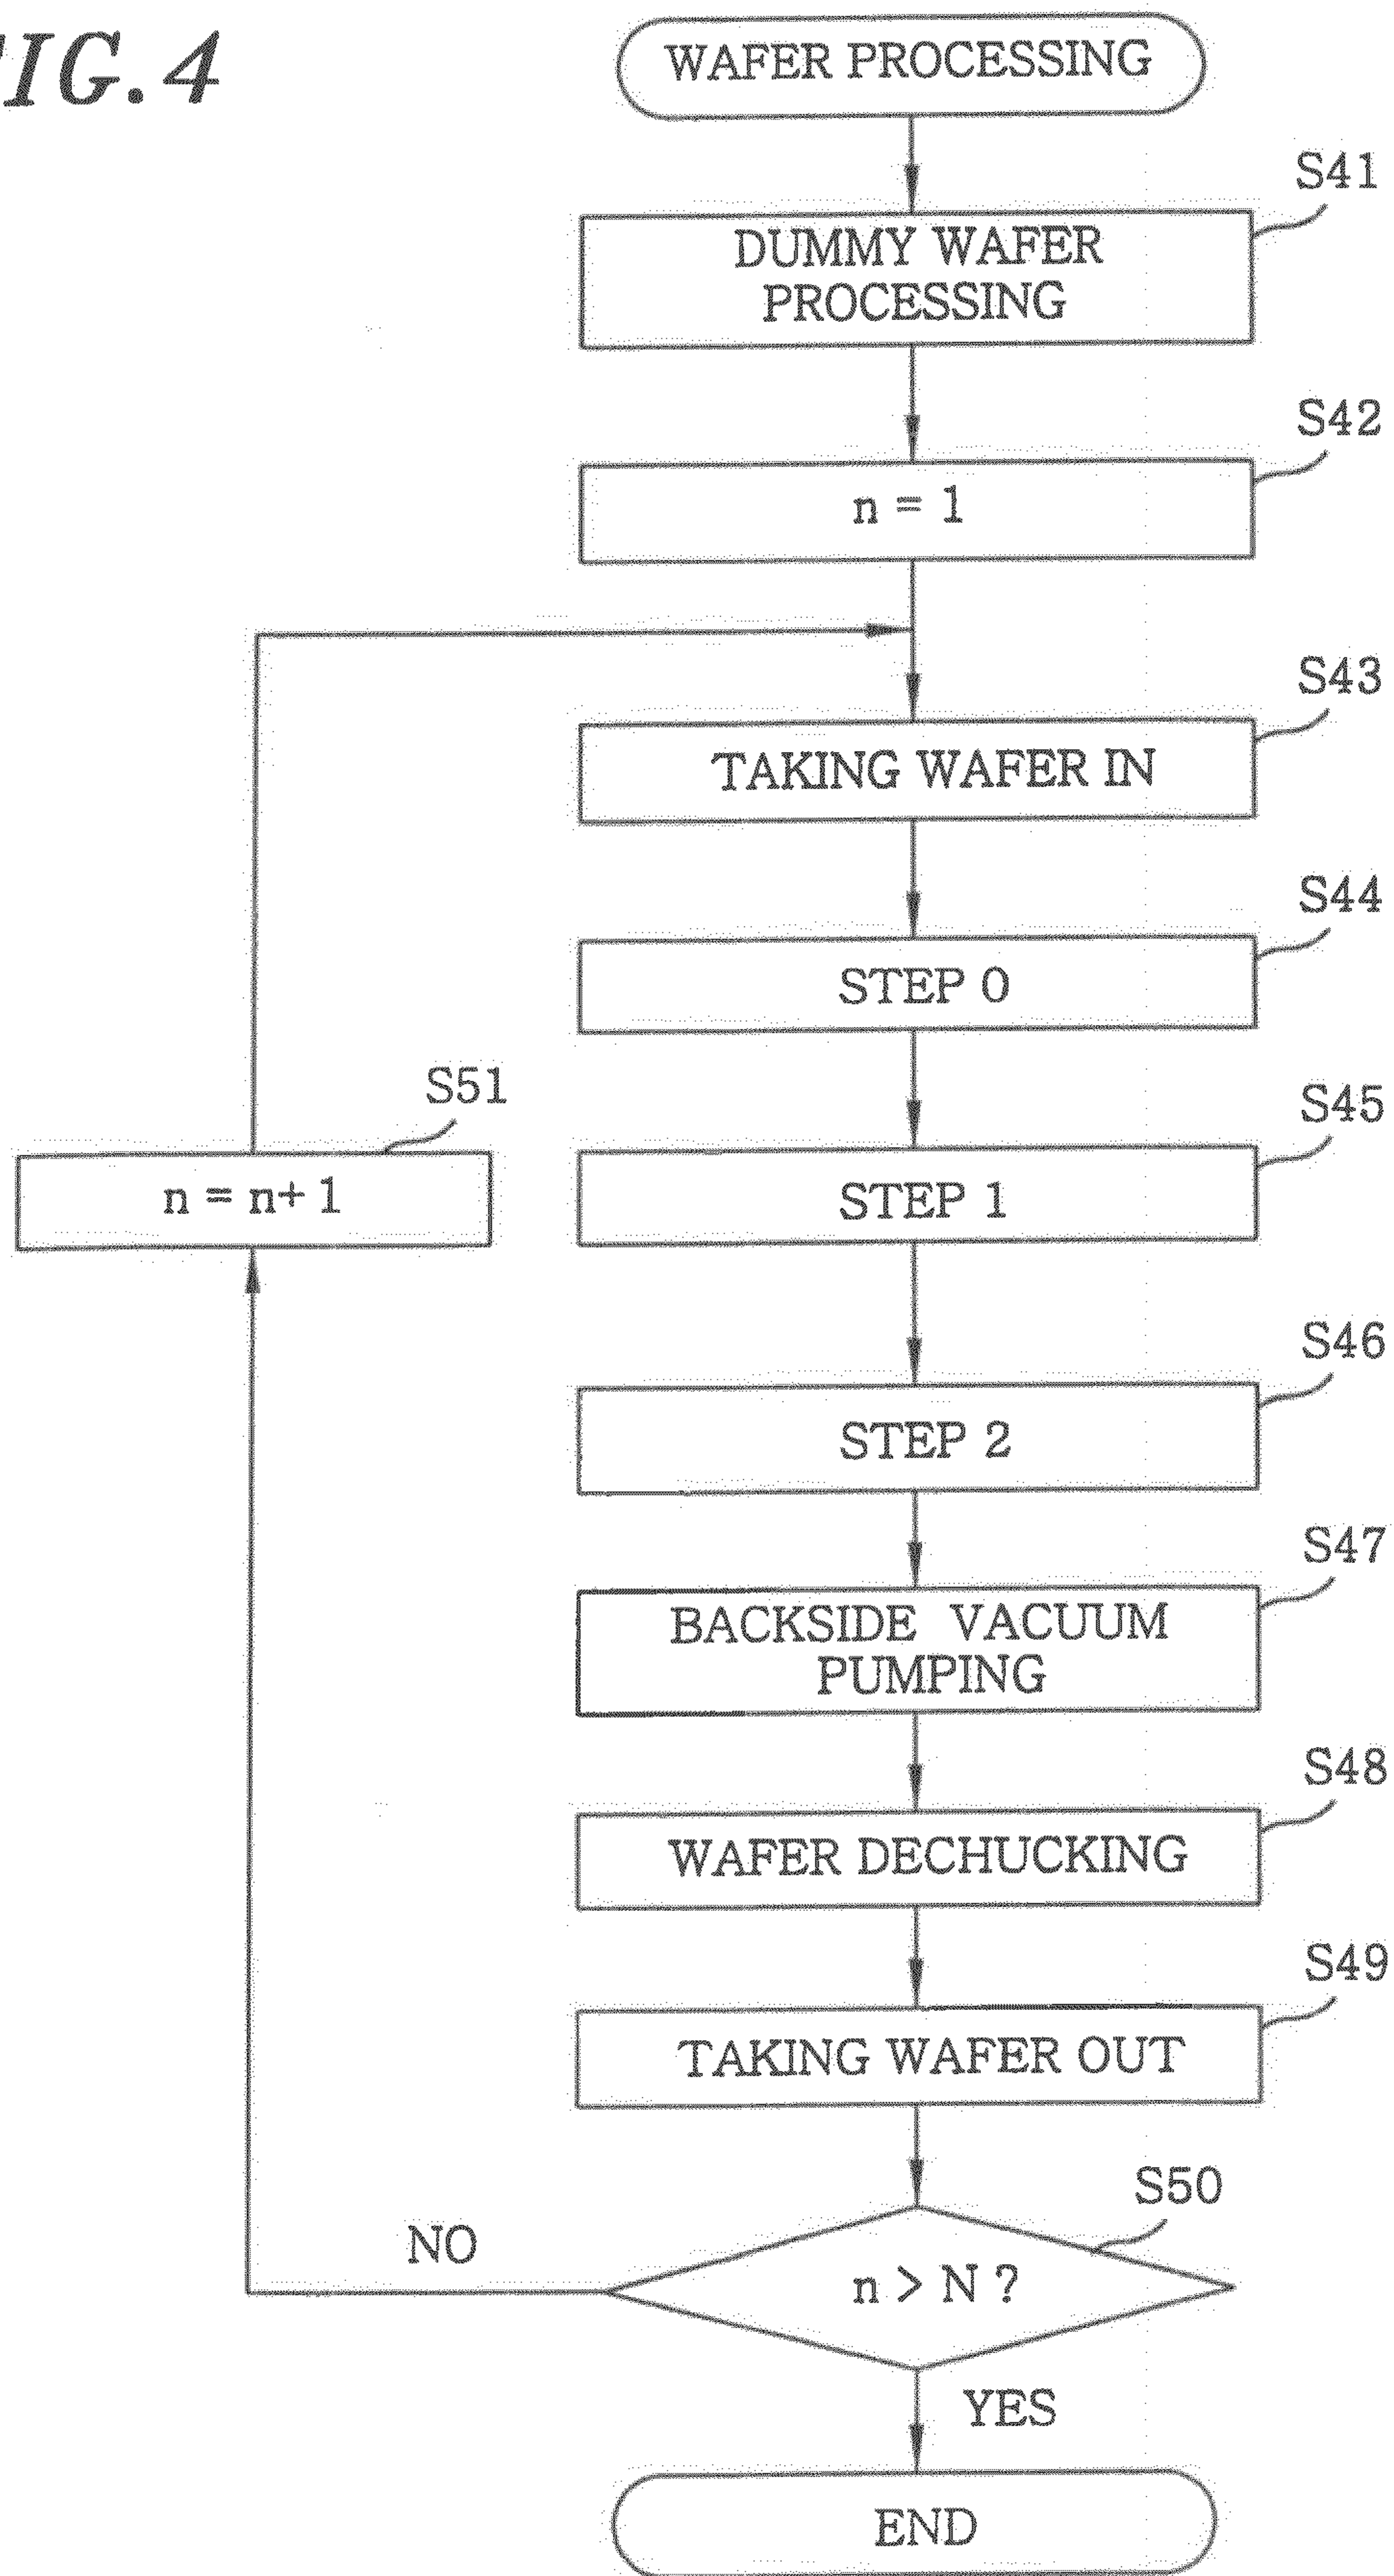 FIG. 4
WAFER PROCESSING
S41
DUMMY WAFER
PROCESSING
S42
n = 1
S43
TAKING WAFER IN
S44
STEP 0
S51
n = n+ 1
S45
STEP 1
S46
STEP 2
S47
BACKSIDE VACUUM
PUMPING
S48
WAFER DECHUCKING
S49
TAKING WAFER OUT
S50
n > N ?
NO
YES
END